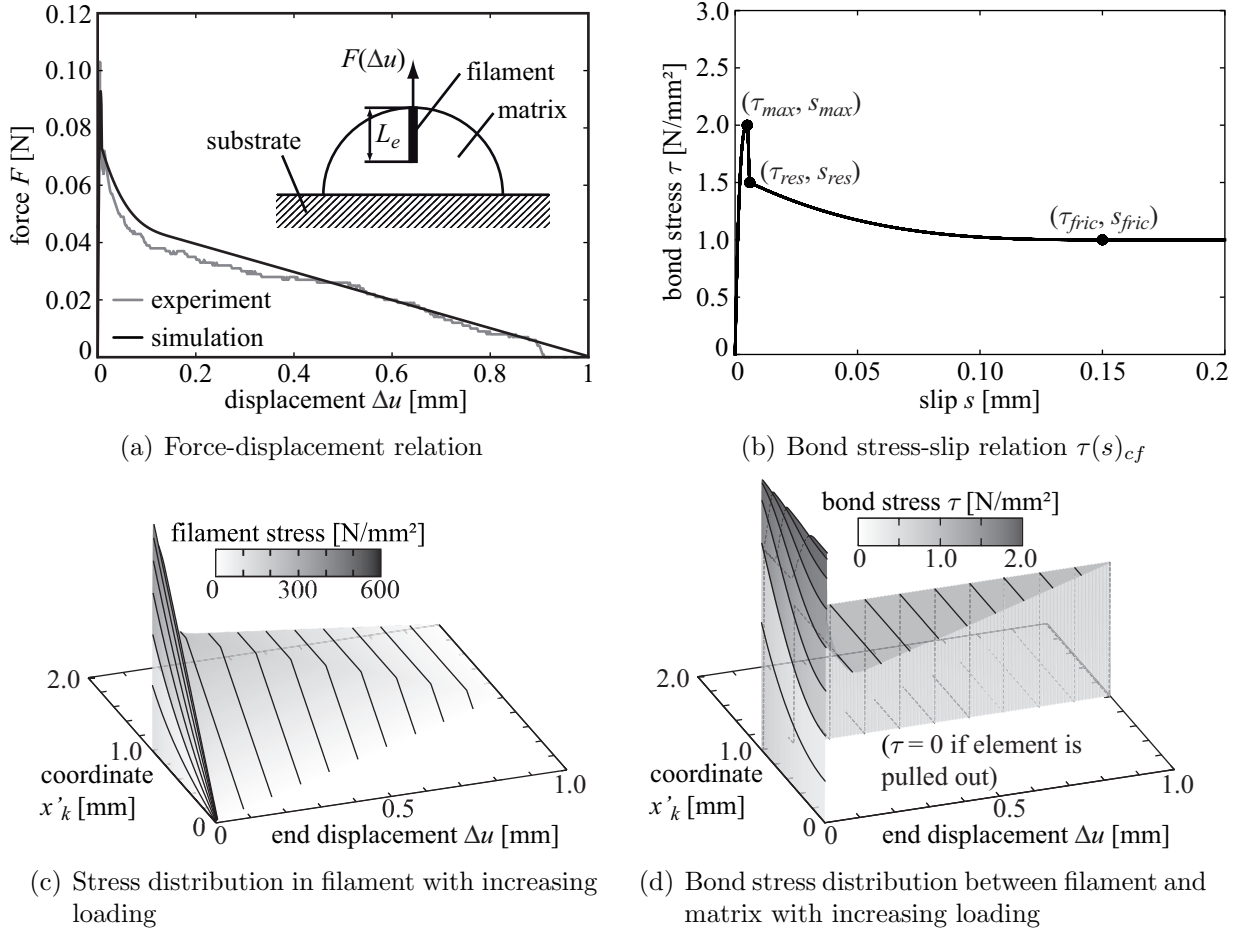 0.12
0.10
0.08
0.06
0.04
0.02
0
force F [N]
F(Δu)
filament
matrix
substrate
L_e
experiment
simulation
0 0.2 0.4 0.6 0.8 1
displacement Δu [mm]
(a) Force-displacement relation
3.0
2.5
2.0
1.5
1.0
0.5
0
bond stress τ [N/mm²]
(τ_max, s_max)
(τ_res, s_res)
(τ_fric, s_fric)
0 0.05 0.10 0.15 0.2
slip s [mm]
(b) Bond stress-slip relation τ(s)_cf
filament stress [N/mm²]
0 300 600
2.0
1.0
0
coordinate
x'_k [mm]
0
0.5
1.0
end displacement Δu [mm]
(c) Stress distribution in filament with increasing
loading
bond stress τ [N/mm²]
0 1.0 2.0
2.0
1.0
0
coordinate
x'_k [mm]
(τ = 0 if element is
pulled out)
0
0.5
1.0
end displacement Δu [mm]
(d) Bond stress distribution between filament and
matrix with increasing loading